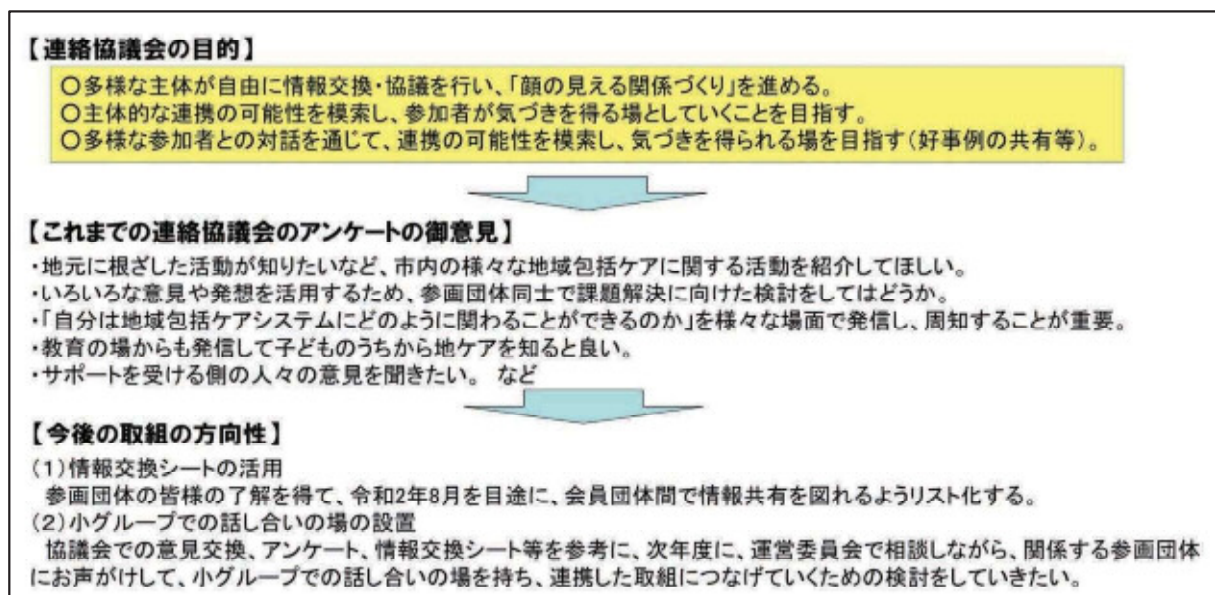 【連絡協議会の目的】
〇多様な主体が自由に情報交換・協議を行い、「顔の見える関係づくり」を進める。
〇主体的な連携の可能性を模索し、参加者が気づきを得る場としていくことを目指す。
〇多様な参加者との対話を通じて、連携の可能性を模索し、気づきを得られる場を目指す(好事例の共有等)。
【これまでの連絡協議会のアンケートの御意見】
・地元に根ざした活動が知りたいなど、市内の様々な地域包括ケアに関する活動を紹介してほしい。
・いろいろな意見や発想を活用するため、参画団体同士で課題解決に向けた検討をしてはどうか。
・「自分は地域包括ケアシステムにどのように関わることができるのか」を様々な場面で発信し、周知することが重要。
・教育の場からも発信して子どものうちから地ケアを知ると良い。
・サポートを受ける側の人々の意見を聞きたい。 など
【今後の取組の方向性】
(1)情報交換シートの活用
参画団体の皆様の了解を得て、令和2年8月を目途に、会員団体間で情報共有を図れるようリスト化する。
(2)小グループでの話し合いの場の設置
協議会での意見交換、アンケート、情報交換シート等を参考に、次年度に、運営委員会で相談しながら、関係する参画団体
にお声がけして、小グループでの話し合いの場を持ち、連携した取組につなげていくための検討をしていきたい。